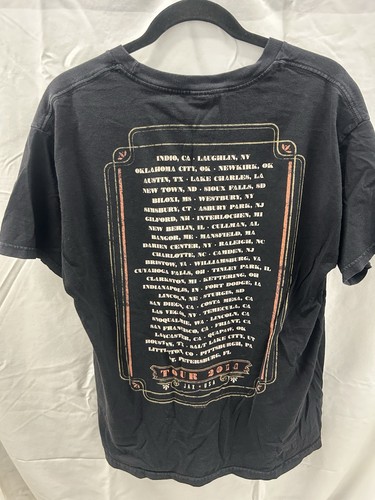 INDIO, CA - LAUGHLIN, NV
OKLAHOMA CITY, OK - NEWKIRK, OK
AUSTIN, TX - LAKE CHARLES, LA
NEW TOWN, ND - SIOUX FALLS, SD
BILOXI, MS - WESTBURY, NY
SIMSBURY, CT - ASBURY PARK, NJ
GILFORD, NH - INTERLOCHEN, MI
NEW BERLIN, IL - CULLMAN, AL
BANGOR, ME - MANSFIELD, MA
DARIEN CENTER, NY - RALEIGH, NC
CHARLOTTE, NC - CAMDEN, NJ
BRISTOW, VA - WILLIAMSBURG, VA
CUYAHOGA FALLS, OH - TINLEY PARK, IL
CLARKSTON, MI - KETTERING, OH
INDIANAPOLIS, IN - FORT DODGE, IA
LINCOLN, NE - STURGIS, SD
SAN DIEGO, CA - COSTA MESA, CA
LAS VEGAS, NV - TEMECULA, CA
SNOQUALMIE, WA - LINCOLN, CA
SAN FRANCISCO, CA - FRIANT, CA
LANCASTER, CA - QUAPAW, OK
HOUSTON, TX - SALT LAKE CITY, UT
LITTLETON, CO - PITTSBURGH, PA
ST. PETERSBURG, FL
TOUR 2014
JAX - USA